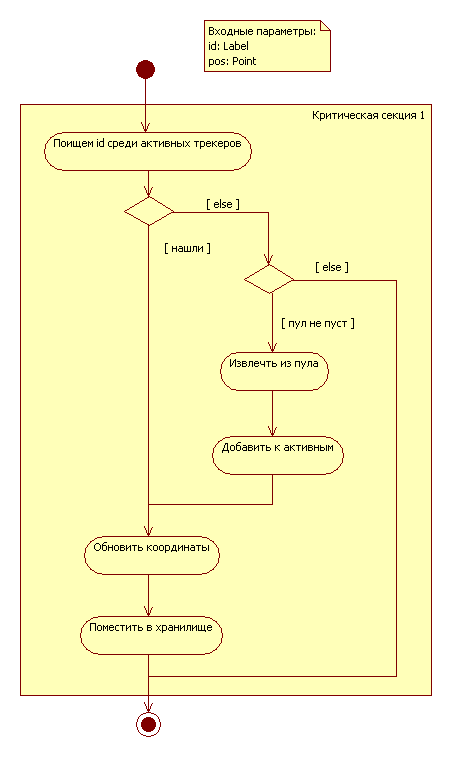 Входные параметры:
id: Label
pos: Point
Критическая секция 1
Поищем id среди активных трекеров
[ else ]
[ нашли ]
[ else ]
[ пул не пуст ]
Извлечть из пула
Добавить к активным
Обновить координаты
Поместить в хранилище